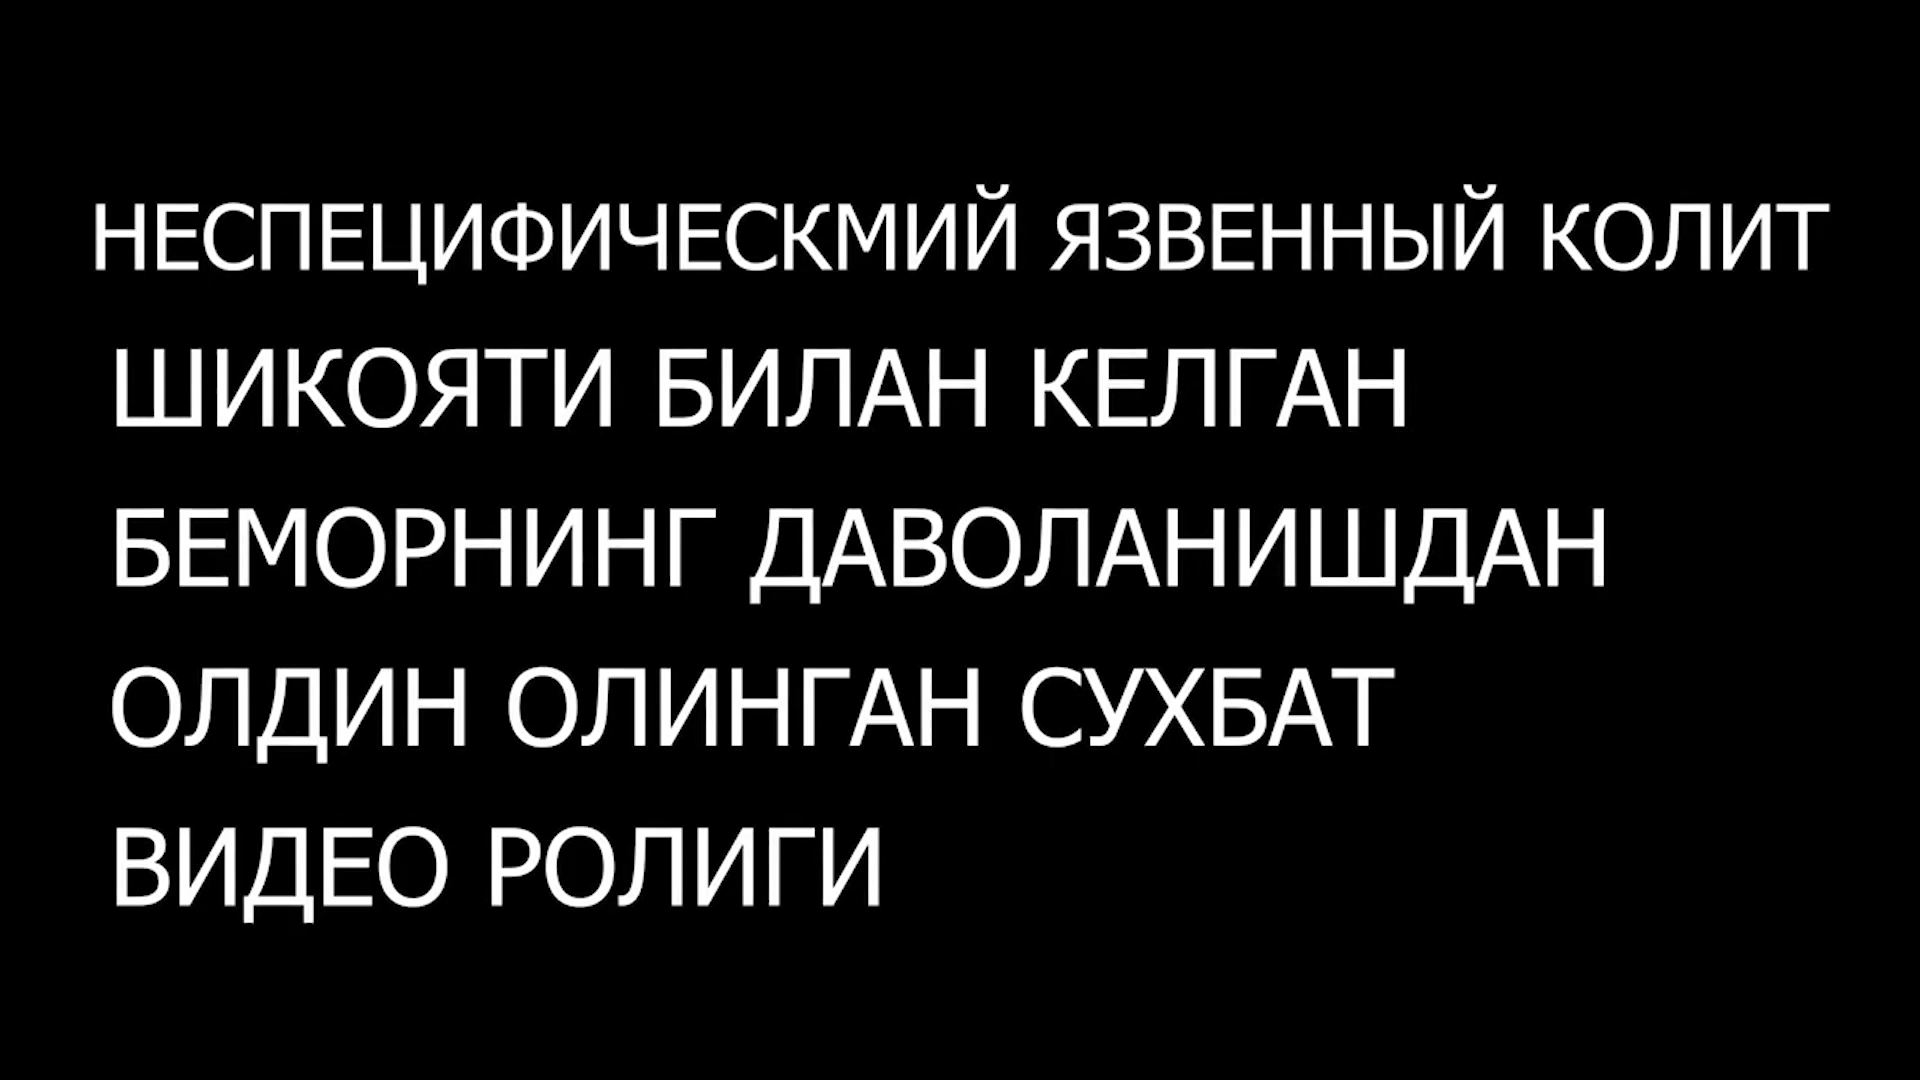 НЕСПЕЦИФИЧЕСКМИЙ ЯЗВЕННЫЙ КОЛИТ
ШИКОЯТИ БИЛАН КЕЛГАН
БЕМОРНИНГ ДАВОЛАНИШДАН
ОЛДИН ОЛИНГАН СУХБАТ
ВИДЕО РОЛИГИ